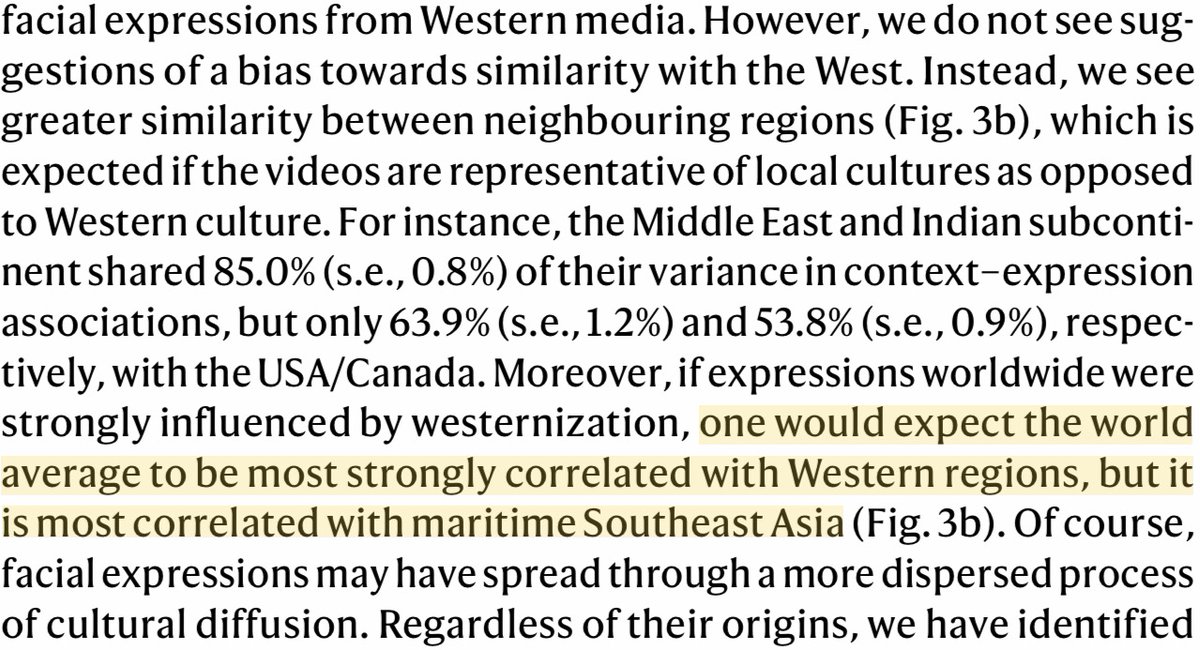 facial expressions from Western media. However, we do not see sug-
gestions of a bias towards similarity with the West. Instead, we see
greater similarity between neighbouring regions (Fig. 3b), which is
expected if the videos are representative of local cultures as opposed
to Western culture. For instance, the Middle East and Indian subconti-
nent shared 85.0% (s.e., 0.8%) of their variance in context–expression
associations, but only 63.9% (s.e., 1.2%) and 53.8% (s.e., 0.9%), respec-
tively, with the USA/Canada. Moreover, if expressions worldwide were
strongly influenced by westernization, one would expect the world
average to be most strongly correlated with Western regions, but it
is most correlated with maritime Southeast Asia (Fig. 3b). Of course,
facial expressions may have spread through a more dispersed process
of cultural diffusion. Regardless of their origins, we have identified